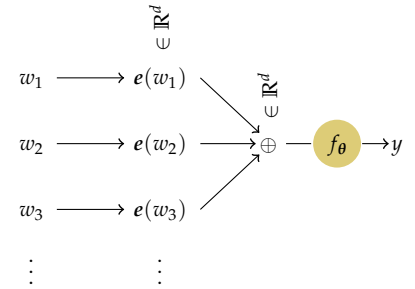 ∈ ℝ^d
∈ ℝ^d
w₁ e(w₁)
w₂ e(w₂) ⊕ f_θ y
w₃ e(w₃)
⋮ ⋮